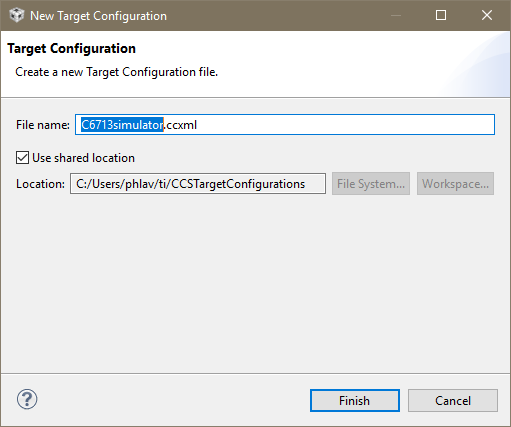 New Target Configuration
Target Configuration
Create a new Target Configuration file.
File name: C6713simulator.ccxml
Use shared location
Location: C:/Users/phlav/ti/CCSTargetConfigurations File System... Workspace...
? Finish Cancel